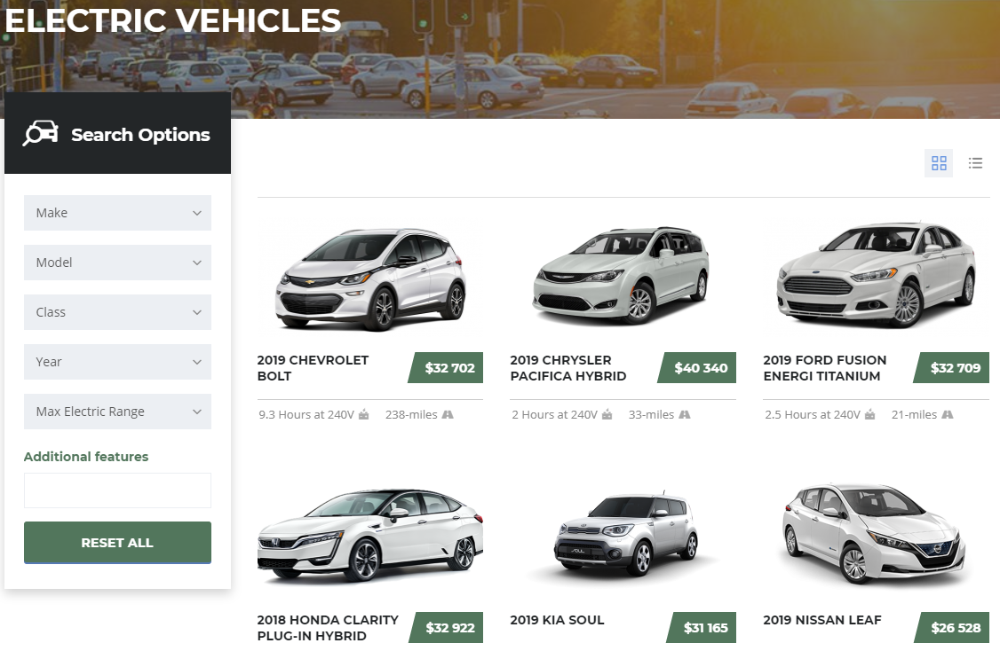 ELECTRIC VEHICLES
Search Options
Make
Model
Class
Year
Max Electric Range
Additional features
RESET ALL
2019 CHEVROLET
BOLT
$32 702
9.3 Hours at 240V
238-miles
2019 CHRYSLER
PACIFICA HYBRID
$40 340
2 Hours at 240V
33-miles
2019 FORD FUSION
ENERGI TITANIUM
$32 709
2.5 Hours at 240V
21-miles
2018 HONDA CLARITY
PLUG-IN HYBRID
$32 922
2019 KIA SOUL
$31 165
2019 NISSAN LEAF
$26 528